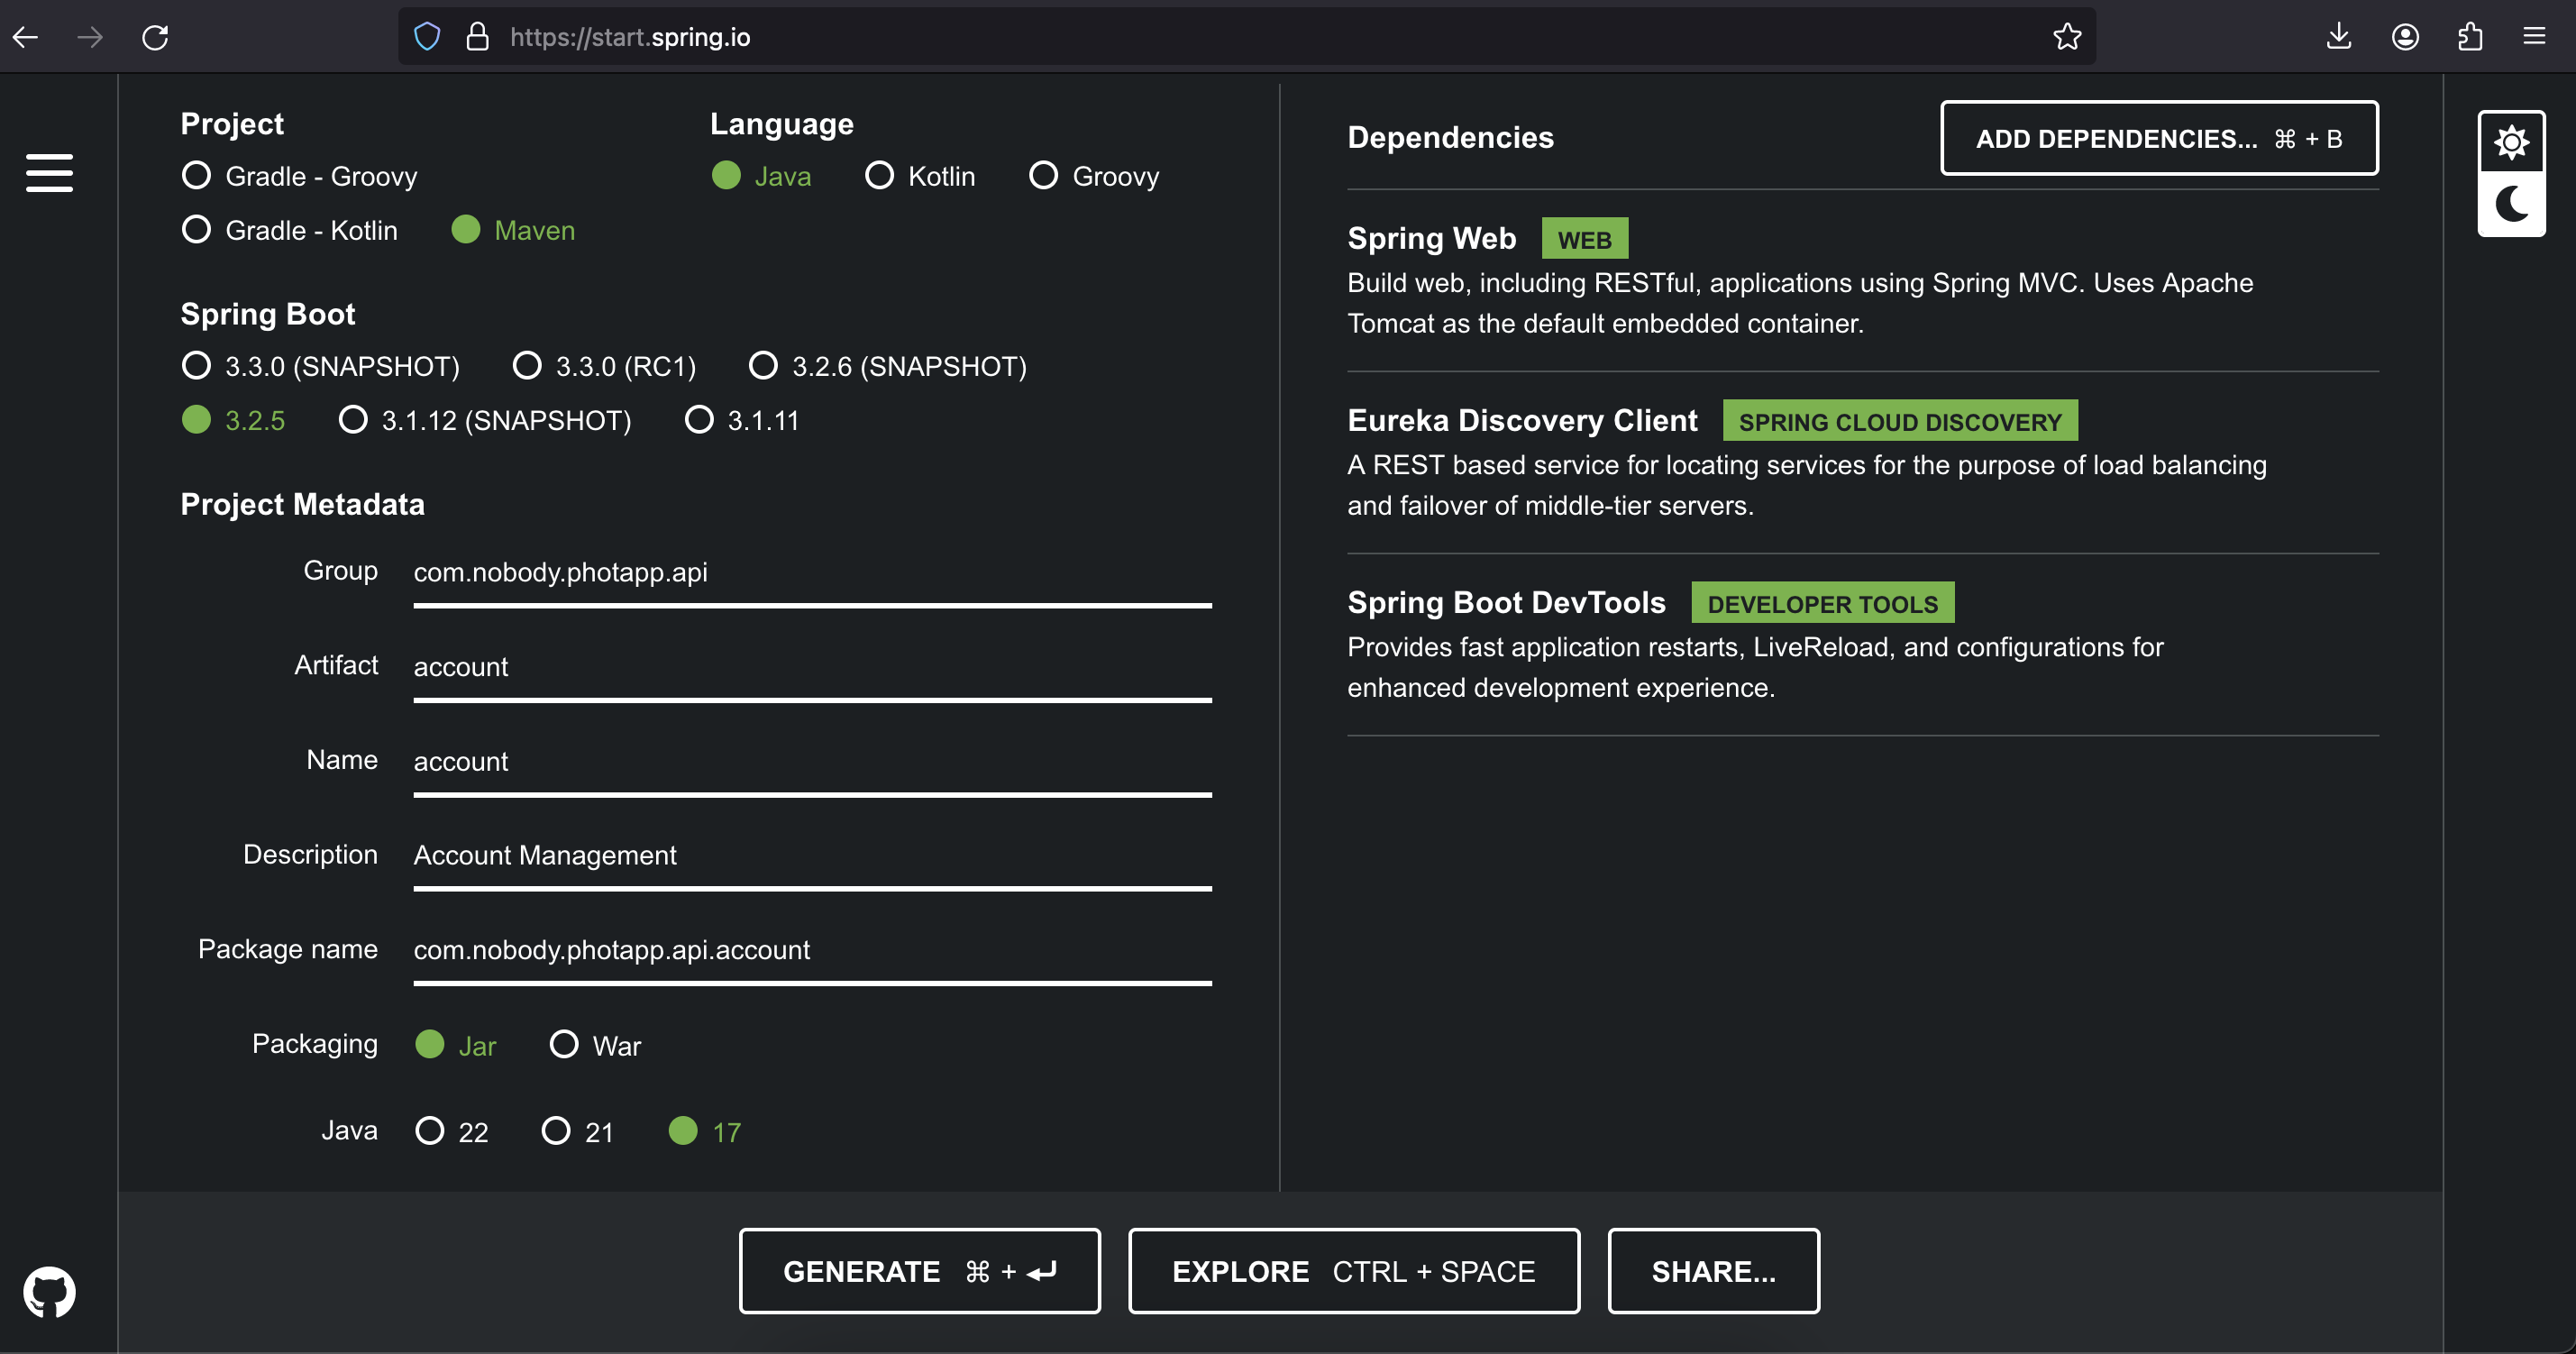 https://start.spring.io
Project
Gradle - Groovy
Gradle - Kotlin Maven
Language
Java Kotlin Groovy
Spring Boot
3.3.0 (SNAPSHOT) 3.3.0 (RC1) 3.2.6 (SNAPSHOT)
3.2.5 3.1.12 (SNAPSHOT) 3.1.11
Project Metadata
Group com.nobody.photapp.api
Artifact account
Name account
Description Account Management
Package name com.nobody.photapp.api.account
Packaging Jar War
Java 22 21 17
Dependencies ADD DEPENDENCIES... ⌘ + B
Spring Web WEB
Build web, including RESTful, applications using Spring MVC. Uses Apache
Tomcat as the default embedded container.
Eureka Discovery Client SPRING CLOUD DISCOVERY
A REST based service for locating services for the purpose of load balancing
and failover of middle-tier servers.
Spring Boot DevTools DEVELOPER TOOLS
Provides fast application restarts, LiveReload, and configurations for
enhanced development experience.
GENERATE ⌘ + ⏎ EXPLORE CTRL + SPACE SHARE...